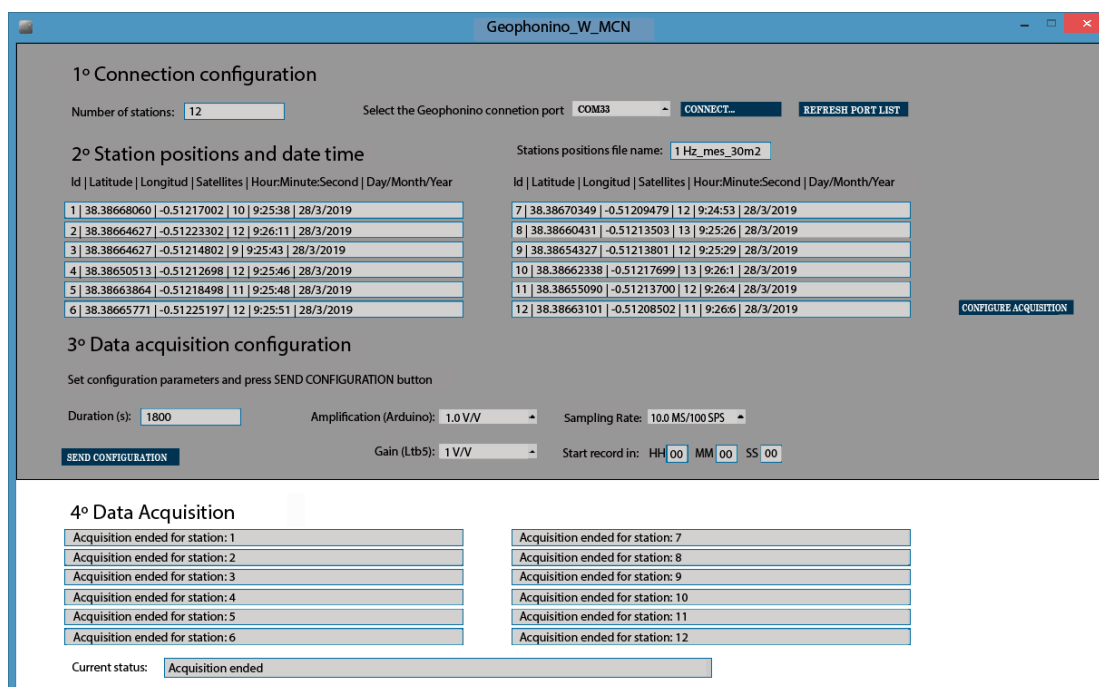 Geophonino_W_MCN
1º Connection configuration
Number of stations: 12 Select the Geophonino connetion port COM33 CONNECT... REFRESH PORT LIST
2º Station positions and date time
Stations positions file name: 1 Hz_mes_30m2
Id | Latitude | Longitud | Satellites | Hour:Minute:Second | Day/Month/Year
1 | 38.38668060 | -0.51217002 | 10 | 9:25:38 | 28/3/2019
2 | 38.38664627 | -0.51223302 | 12 | 9:26:11 | 28/3/2019
3 | 38.38664627 | -0.51214802 | 9 | 9:25:43 | 28/3/2019
4 | 38.38650513 | -0.51212698 | 12 | 9:25:46 | 28/3/2019
5 | 38.38663864 | -0.51218498 | 11 | 9:25:48 | 28/3/2019
6 | 38.38665771 | -0.51225197 | 12 | 9:25:51 | 28/3/2019
Id | Latitude | Longitud | Satellites | Hour:Minute:Second | Day/Month/Year
7 | 38.38670349 | -0.51209479 | 12 | 9:24:53 | 28/3/2019
8 | 38.38660431 | -0.51213503 | 13 | 9:25:26 | 28/3/2019
9 | 38.38654327 | -0.51213801 | 12 | 9:25:29 | 28/3/2019
10 | 38.38662338 | -0.51217699 | 13 | 9:26:1 | 28/3/2019
11 | 38.38655090 | -0.51213700 | 12 | 9:26:4 | 28/3/2019
12 | 38.38663101 | -0.51208502 | 11 | 9:26:6 | 28/3/2019
CONFIGURE ACQUISITION
3º Data acquisition configuration
Set configuration parameters and press SEND CONFIGURATION button
Duration (s): 1800 Amplification (Arduino): 1.0 V/V Sampling Rate: 10.0 MS/100 SPS
SEND CONFIGURATION Gain (Ltb5): 1 V/V Start record in: HH 00 MM 00 SS 00
4º Data Acquisition
Acquisition ended for station: 1
Acquisition ended for station: 2
Acquisition ended for station: 3
Acquisition ended for station: 4
Acquisition ended for station: 5
Acquisition ended for station: 6
Acquisition ended for station: 7
Acquisition ended for station: 8
Acquisition ended for station: 9
Acquisition ended for station: 10
Acquisition ended for station: 11
Acquisition ended for station: 12
Current status: Acquisition ended